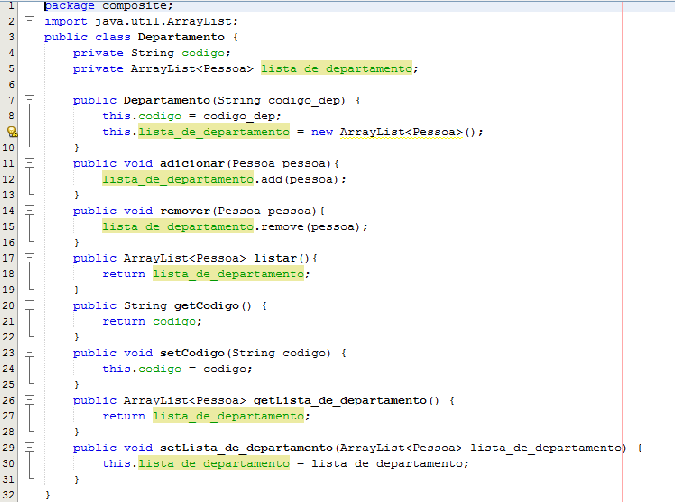 1 package composite;
2 import java.util.ArrayList;
3 public class Departamento {
4 private String codigo;
5 private ArrayList<Pessoa> lista_de_departamento;
6
7 public Departamento(String codigo_dep) {
8 this.codigo = codigo_dep;
this.lista_de_departamento = new ArrayList<Pessoa>();
10 }
11 public void adicionar(Pessoa pessoa){
12 lista_de_departamento.add(pessoa);
13 }
14 public void remover(Pessoa pessoa){
15 lista_de_departamento.remove(pessoa);
16 }
17 public ArrayList<Pessoa> listar(){
18 return lista_de_departamento;
19 }
20 public String getCodigo() {
21 return codigo;
22 }
23 public void setCodigo(String codigo) {
24 this.codigo = codigo;
25 }
26 public ArrayList<Pessoa> getLista_de_departamento() {
27 return lista_de_departamento;
28 }
29 public void setLista_de_departamento(ArrayList<Pessoa> lista_de_departamento) {
30 this.lista_de_departamento = lista_de_departamento;
31 }
32 }